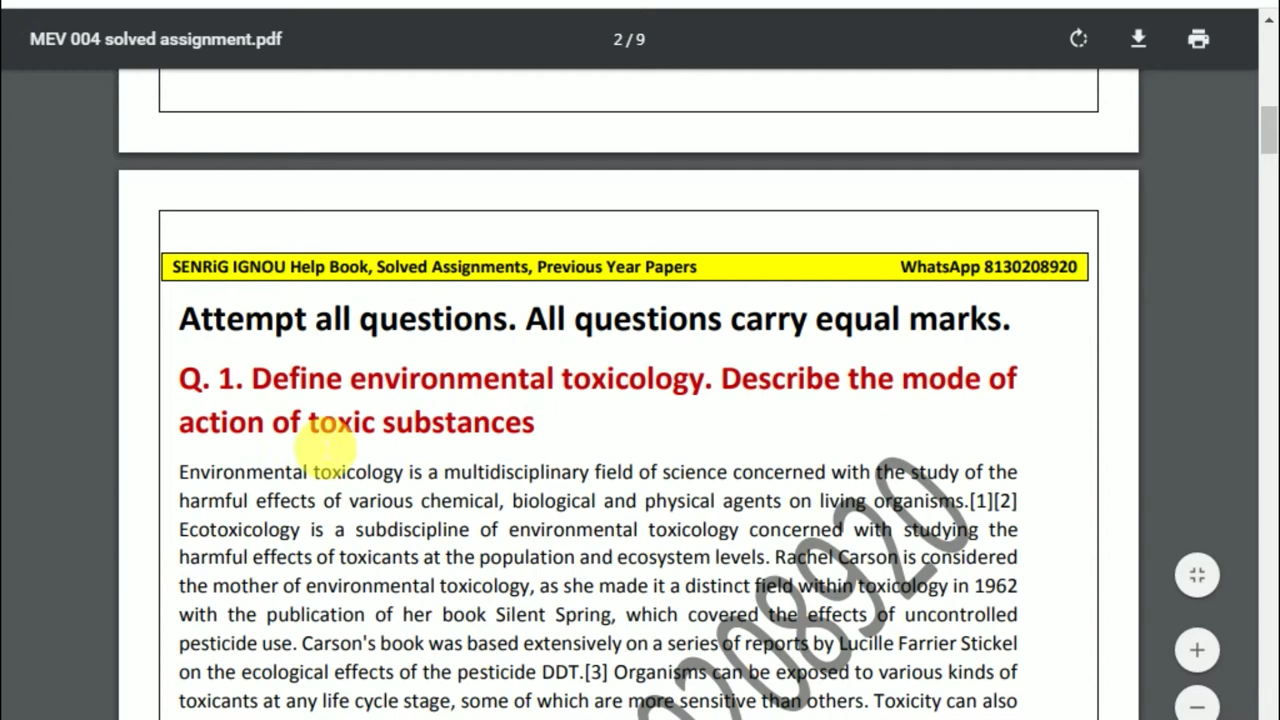 MEV 004 solved assignment.pdf 2 / 9
SENRiG IGNOU Help Book, Solved Assignments, Previous Year Papers WhatsApp 8130208920
Attempt all questions. All questions carry equal marks.
Q. 1. Define environmental toxicology. Describe the mode of
action of toxic substances
Environmental toxicology is a multidisciplinary field of science concerned with the study of the
harmful effects of various chemical, biological and physical agents on living organisms.[1][2]
Ecotoxicology is a subdiscipline of environmental toxicology concerned with studying the
harmful effects of toxicants at the population and ecosystem levels. Rachel Carson is considered
the mother of environmental toxicology, as she made it a distinct field within toxicology in 1962
with the publication of her book Silent Spring, which covered the effects of uncontrolled
pesticide use. Carson's book was based extensively on a series of reports by Lucille Farrier Stickel
on the ecological effects of the pesticide DDT.[3] Organisms can be exposed to various kinds of
toxicants at any life cycle stage, some of which are more sensitive than others. Toxicity can also
0208920